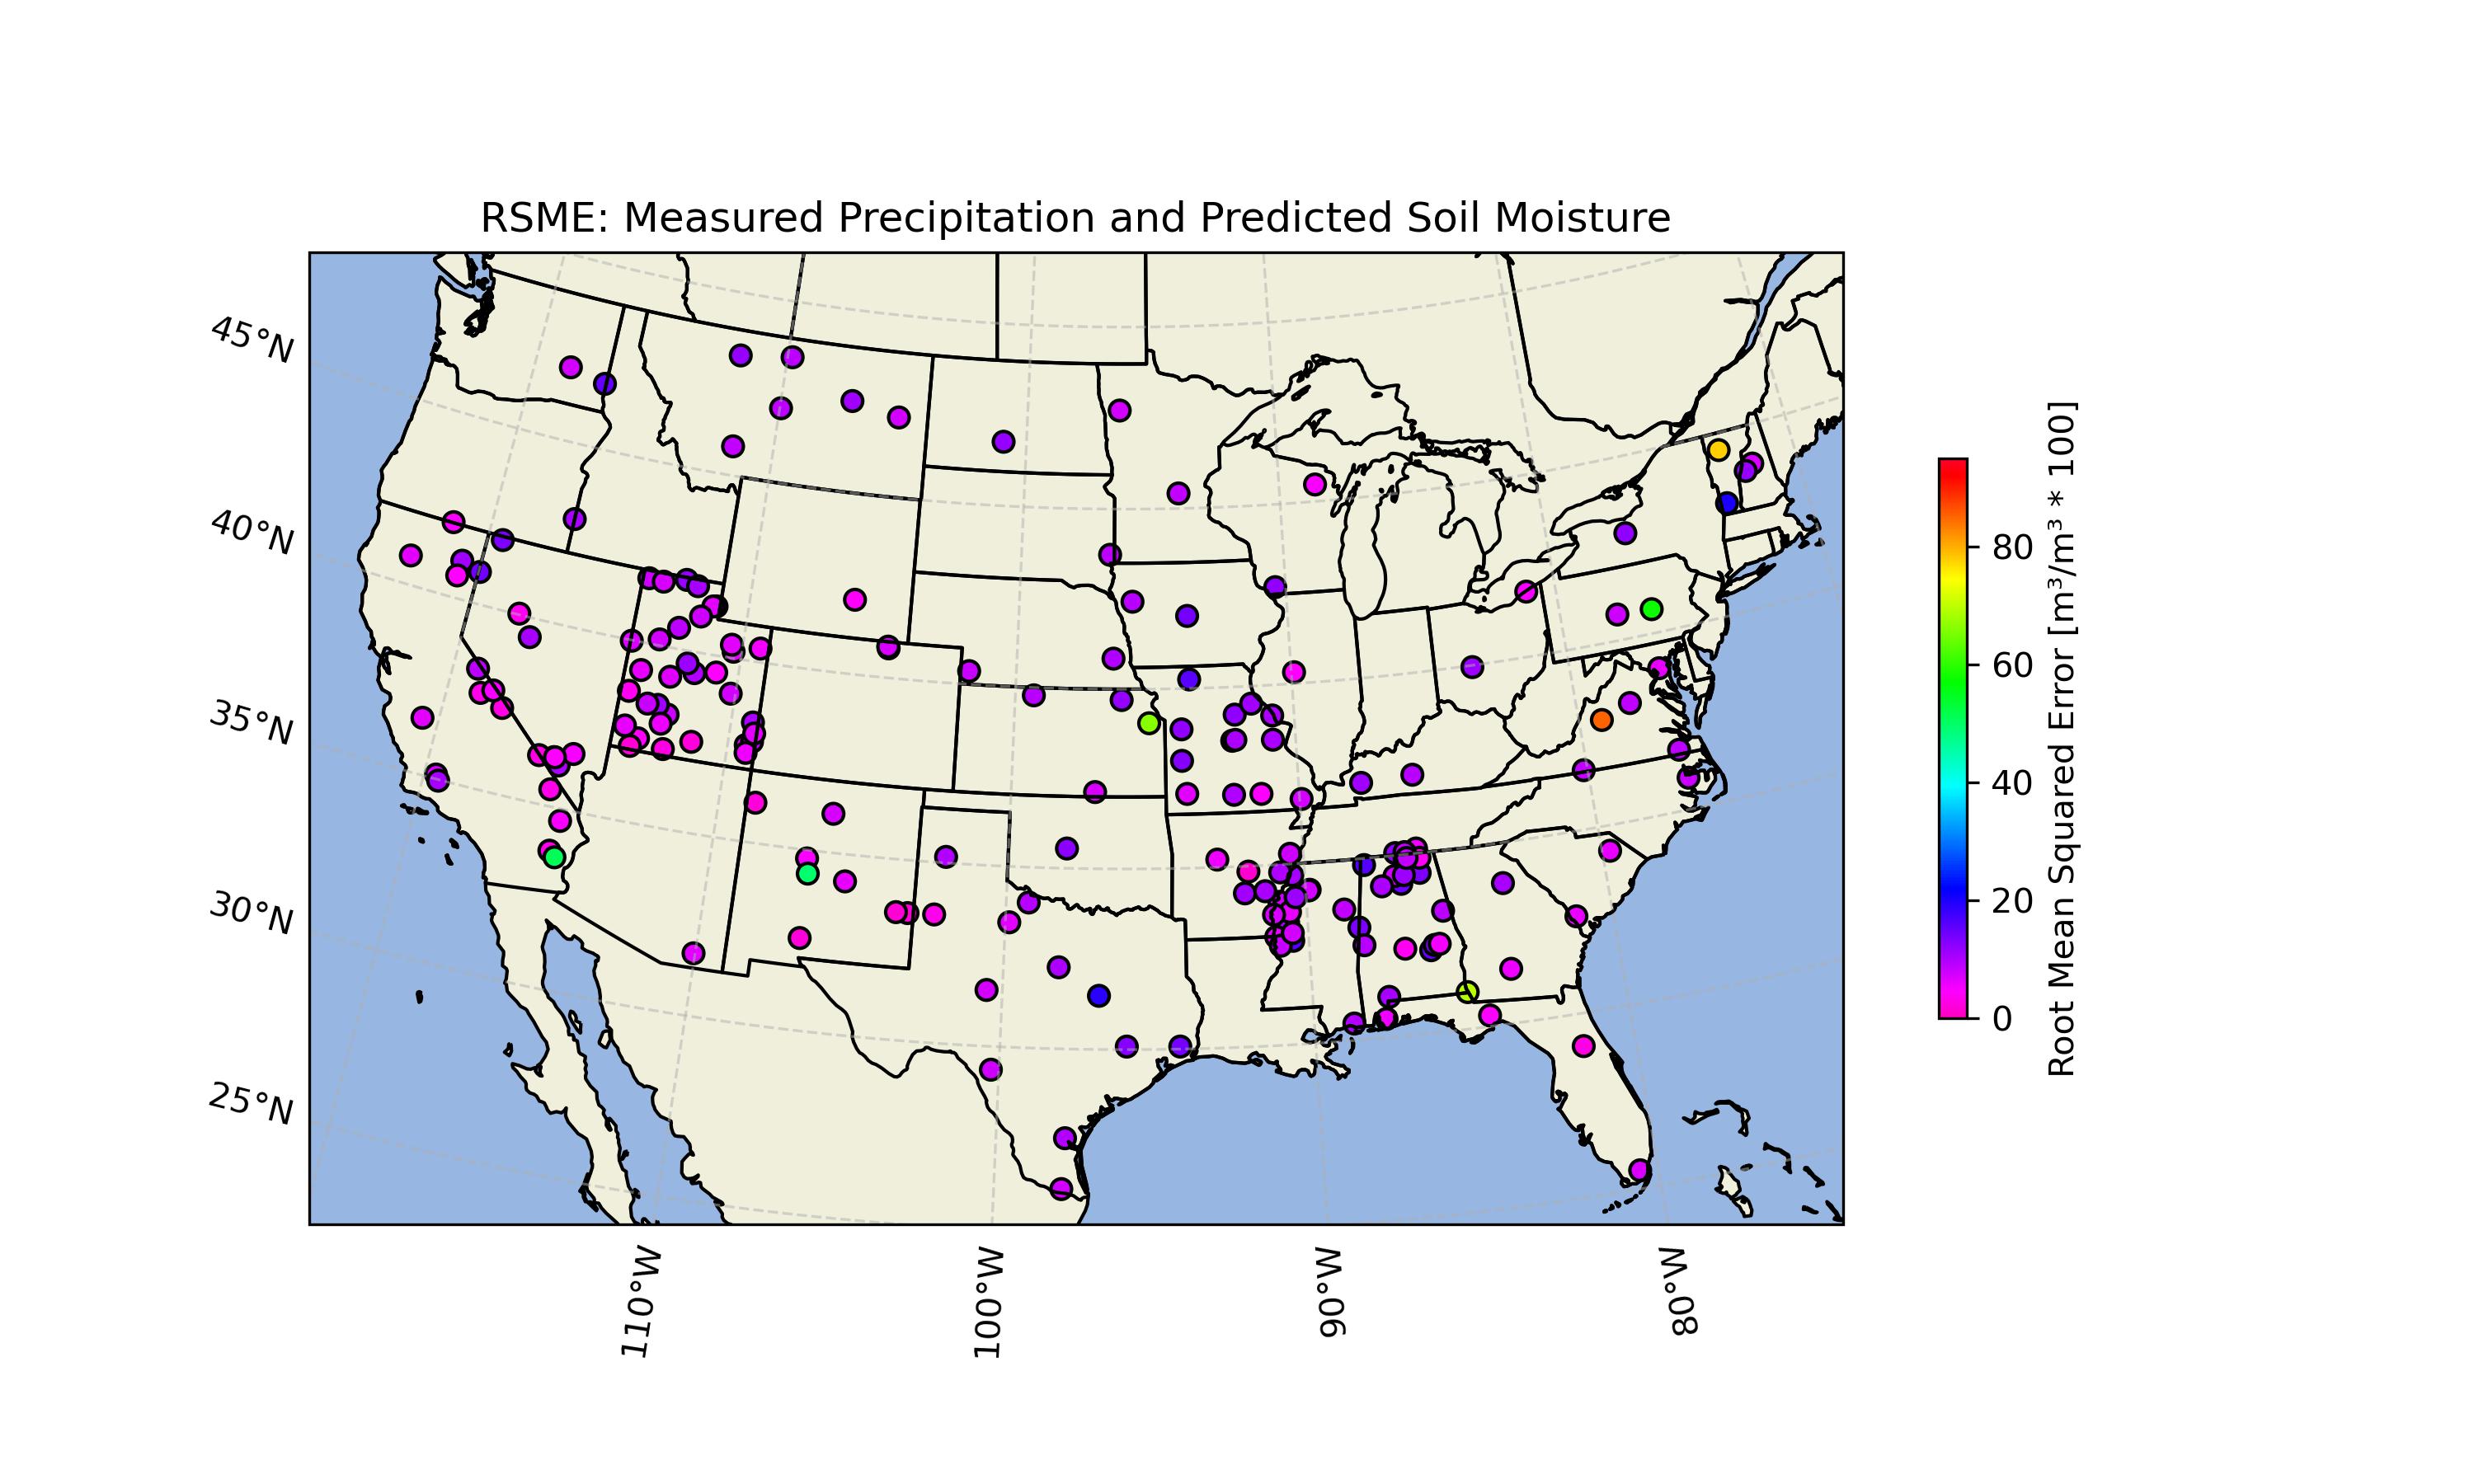 RSME: Measured Precipitation and Predicted Soil Moisture
45°N
40°N
35°N
30°N
25°N
110°W
100°W
90°W
80°W
80
60
40
20
0
Root Mean Squared Error [m³/m³ * 100]